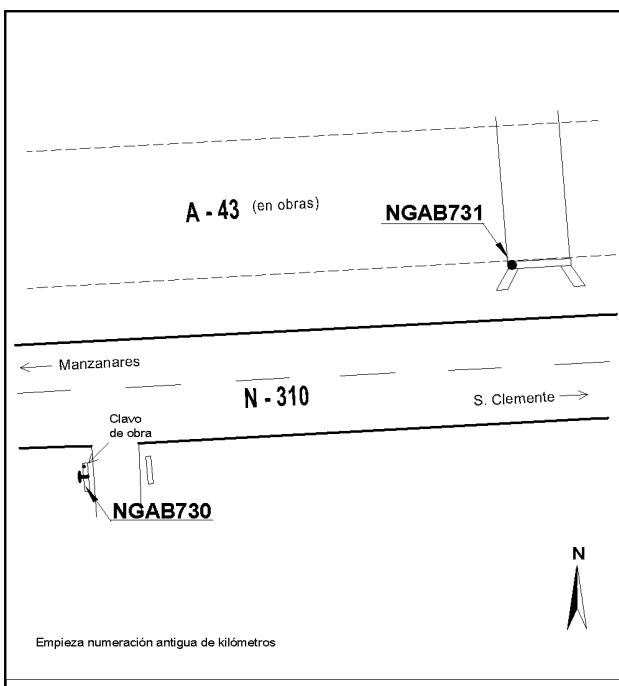 A - 43 (en obras)
NGAB731
Manzanares
N - 310
S. Clemente
Clavo
de obra
NGAB730
N
Empieza numeración antigua de kilómetros